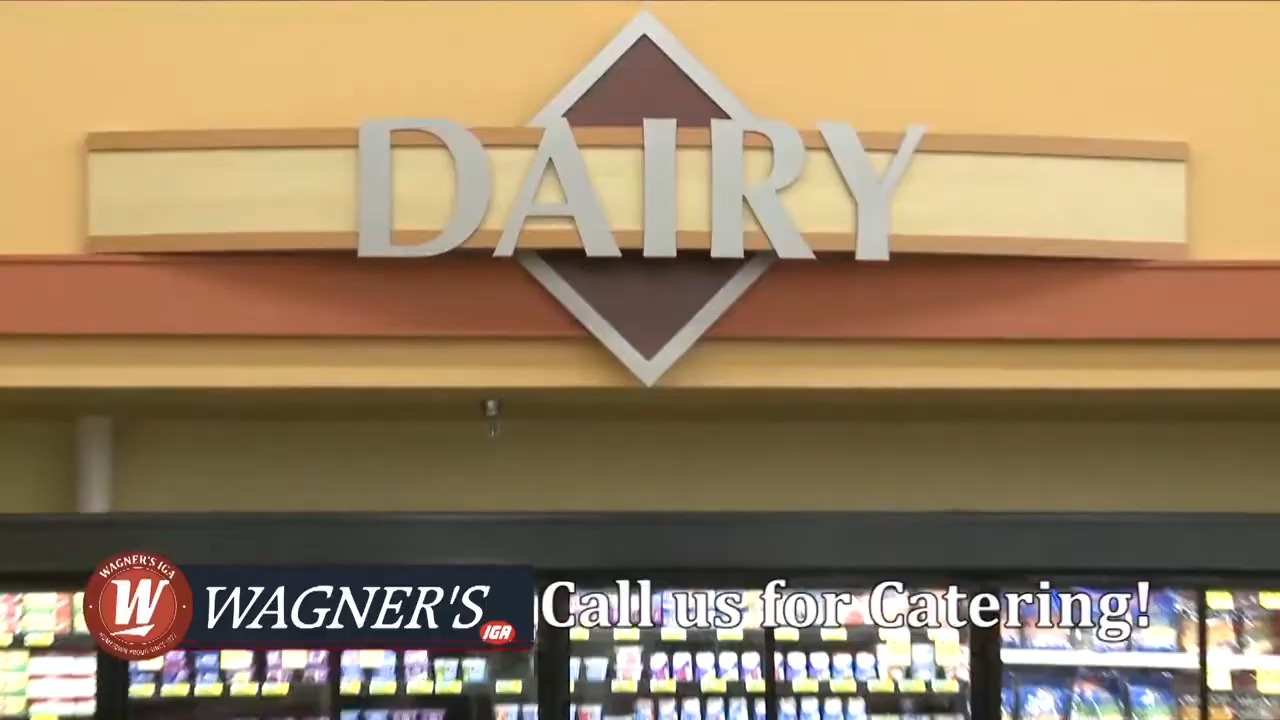 DAIRY
WAGNER'S IGA
W
WAGNER'S
IGA
Call us for Catering!